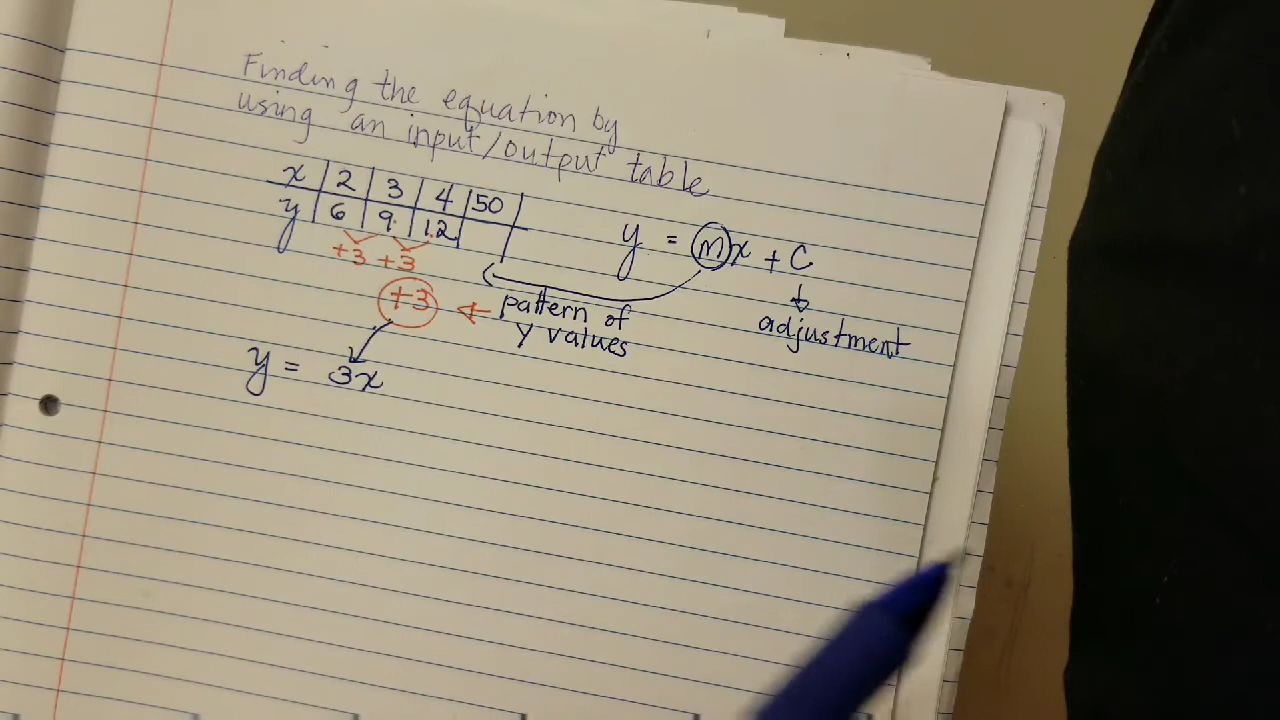 Finding the equation by
using an input/output table
x 2 3 4 50
y 6 9 12
+3 +3
y = mx + c
+3 pattern of
y values
adjustment
y = 3x